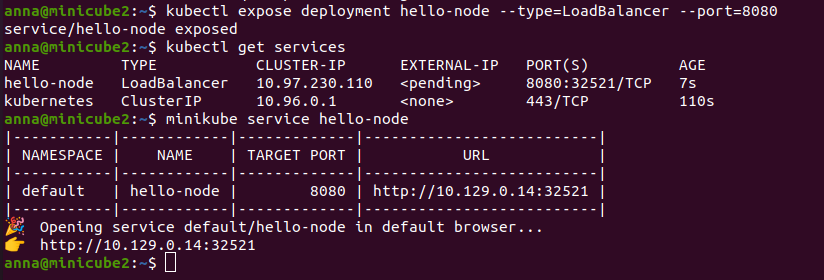 anna@minicube2:~$ kubectl expose deployment hello-node --type=LoadBalancer --port=8080
service/hello-node exposed
anna@minicube2:~$ kubectl get services
NAME         TYPE           CLUSTER-IP      EXTERNAL-IP   PORT(S)          AGE
hello-node   LoadBalancer   10.97.230.110   <pending>     8080:32521/TCP   7s
kubernetes   ClusterIP      10.96.0.1       <none>        443/TCP          110s
anna@minicube2:~$ minikube service hello-node
|-----------|------------|-------------|--------------------------|
| NAMESPACE |    NAME    | TARGET PORT |           URL            |
|-----------|------------|-------------|--------------------------|
| default   | hello-node |        8080 | http://10.129.0.14:32521 |
|-----------|------------|-------------|--------------------------|
🎉  Opening service default/hello-node in default browser...
👉  http://10.129.0.14:32521
anna@minicube2:~$